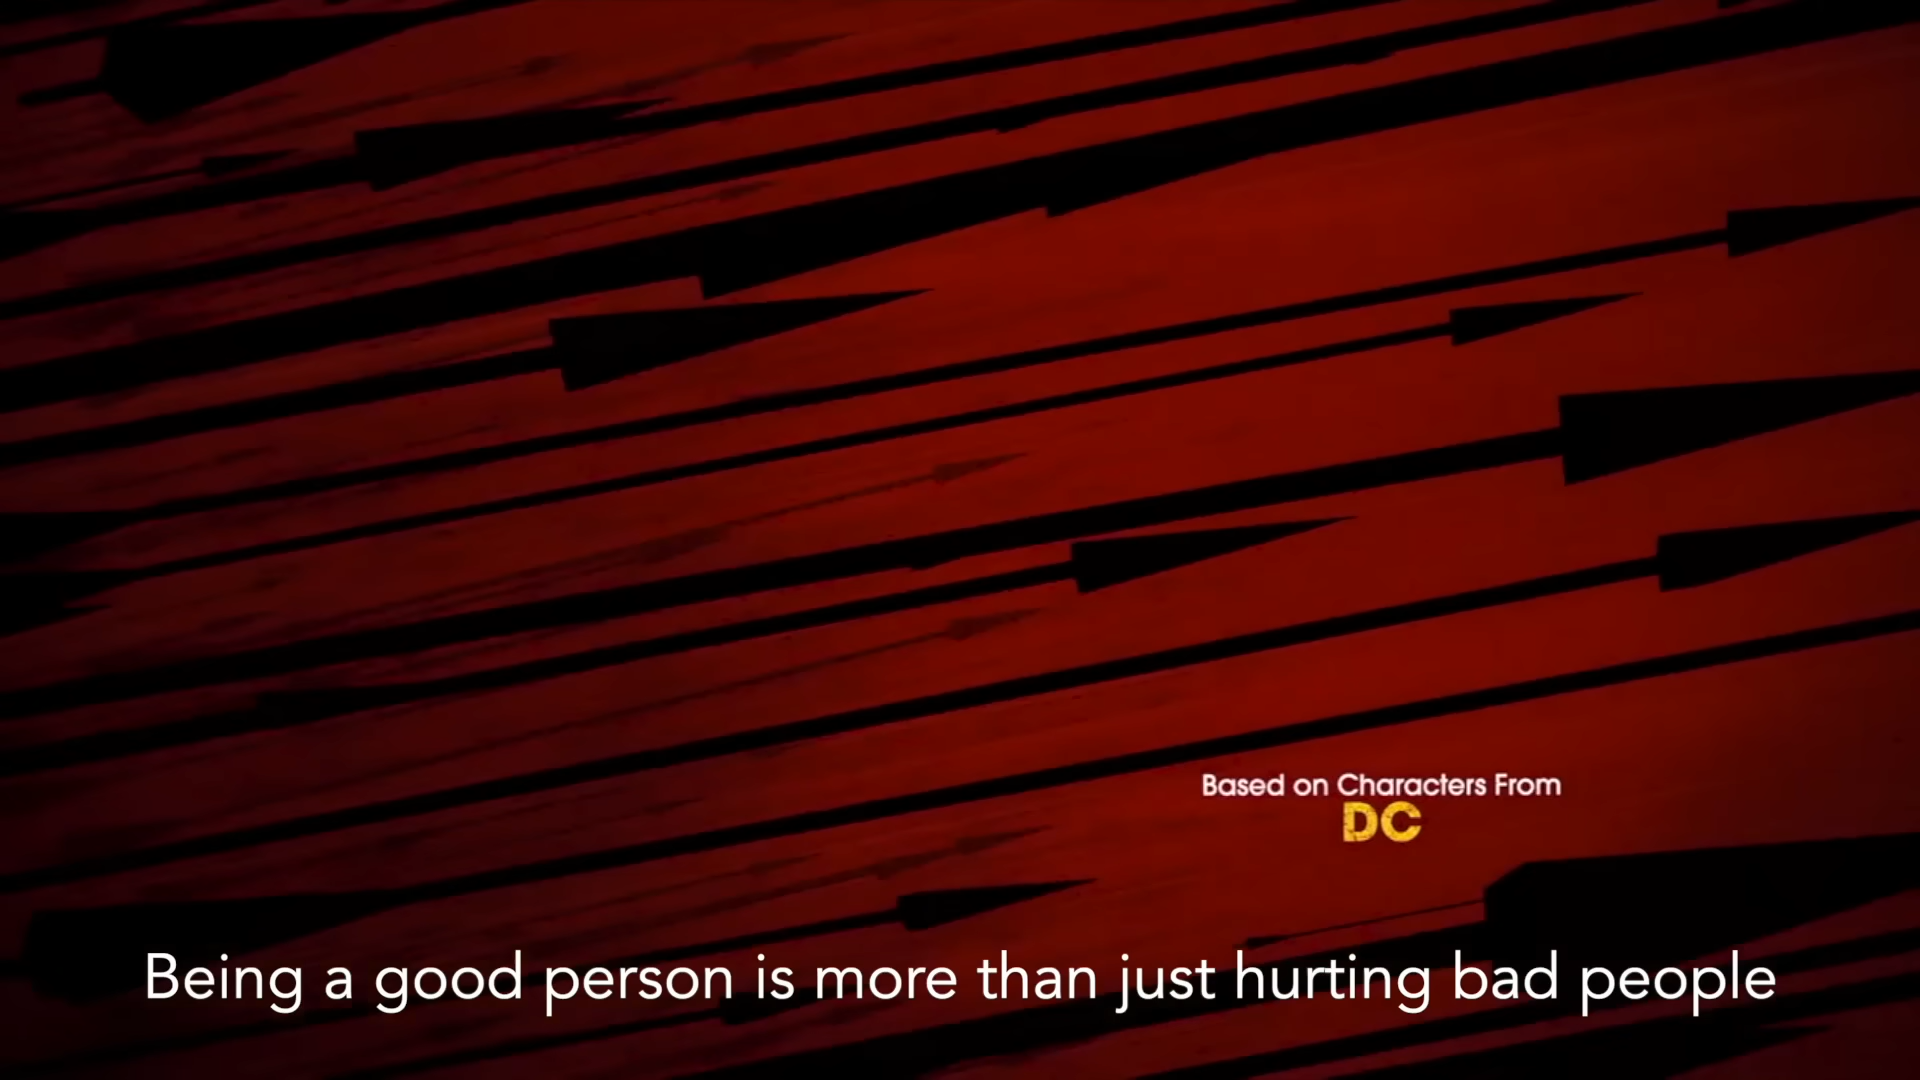 Based on Characters From
DC
Being a good person is more than just hurting bad people